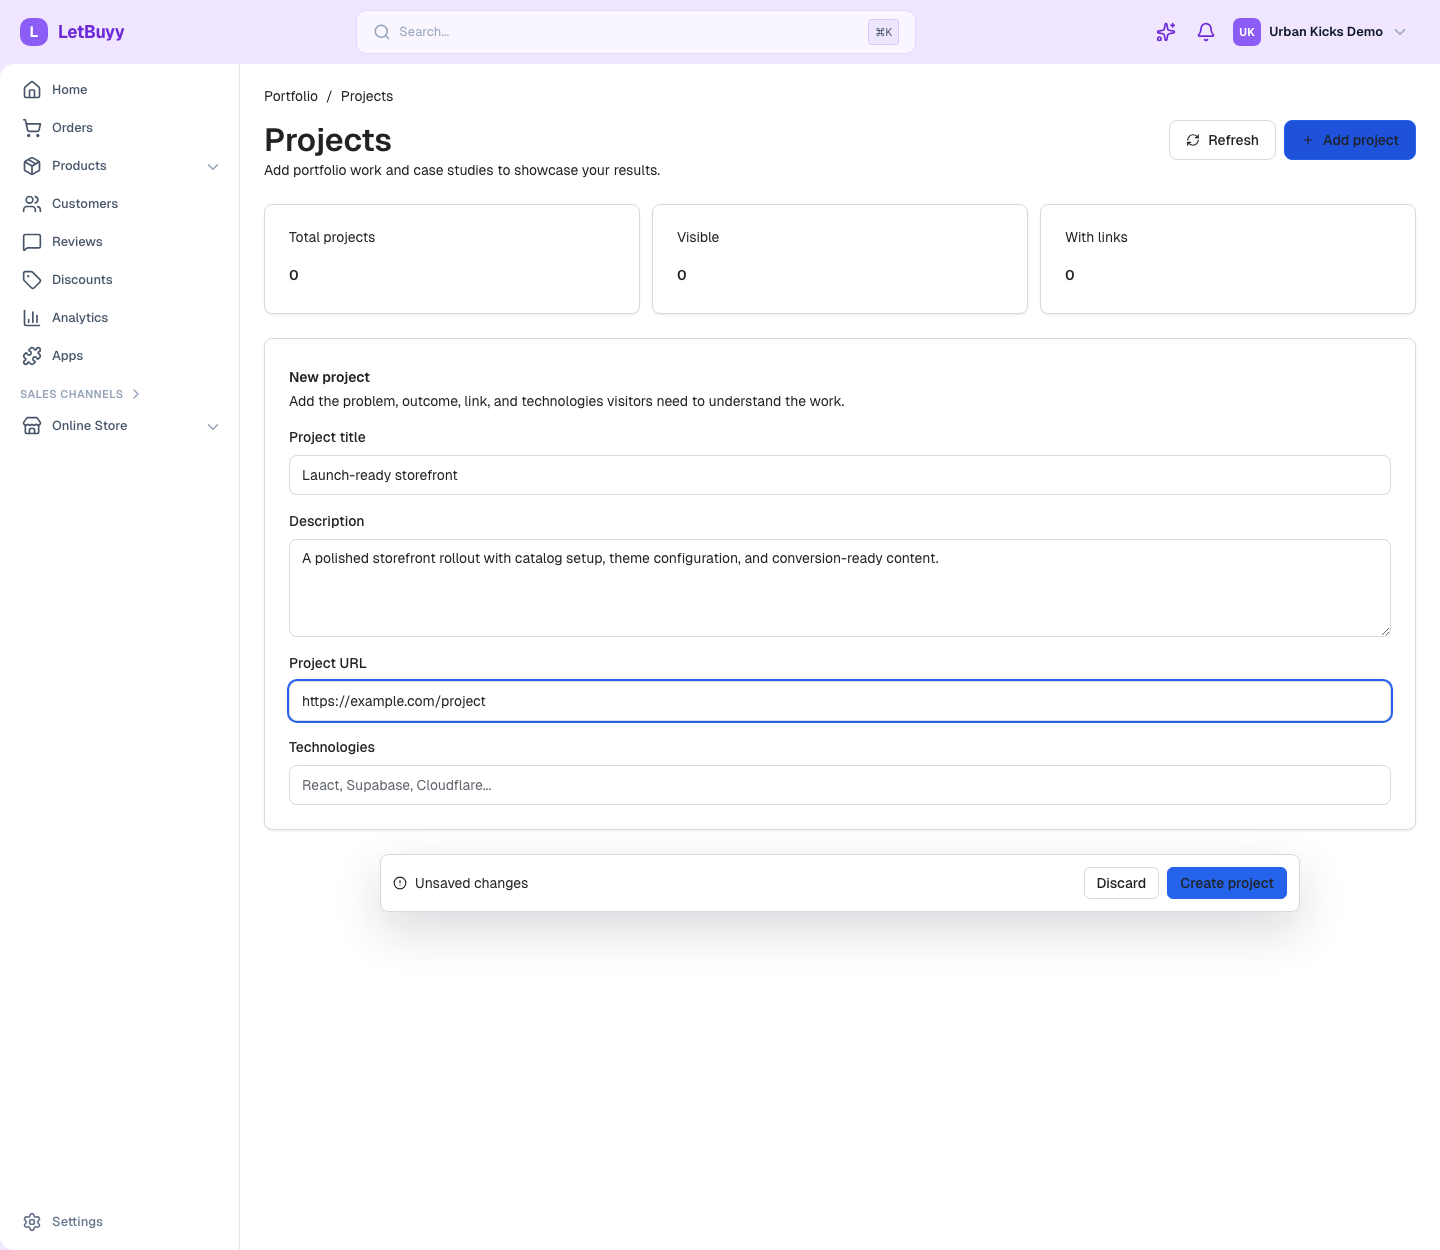 L LetBuyy
Search...
⌘K
UK Urban Kicks Demo
Home
Orders
Products
Customers
Reviews
Discounts
Analytics
Apps
SALES CHANNELS
Online Store
Settings
Portfolio / Projects
Projects
Add portfolio work and case studies to showcase your results.
Refresh
Add project
Total projects
0
Visible
0
With links
0
New project
Add the problem, outcome, link, and technologies visitors need to understand the work.
Project title
Launch-ready storefront
Description
A polished storefront rollout with catalog setup, theme configuration, and conversion-ready content.
Project URL
https://example.com/project
Technologies
React, Supabase, Cloudflare...
Unsaved changes
Discard
Create project